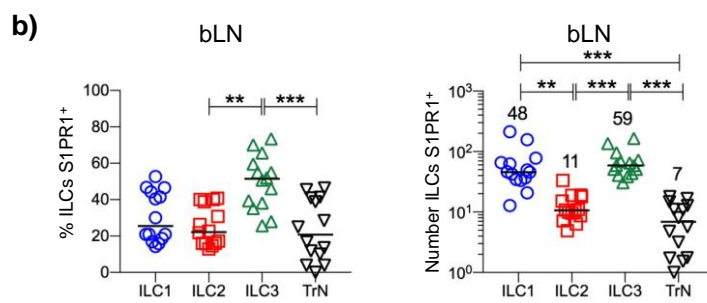 b)
bLN
% ILCs S1PR1+
100
80
60
40
20
0
** ***
ILC1 ILC2 ILC3 TrN
bLN
Number ILCs S1PR1+
10³
10²
10¹
10⁰
***
** *** ***
48 11 59 7
ILC1 ILC2 ILC3 TrN